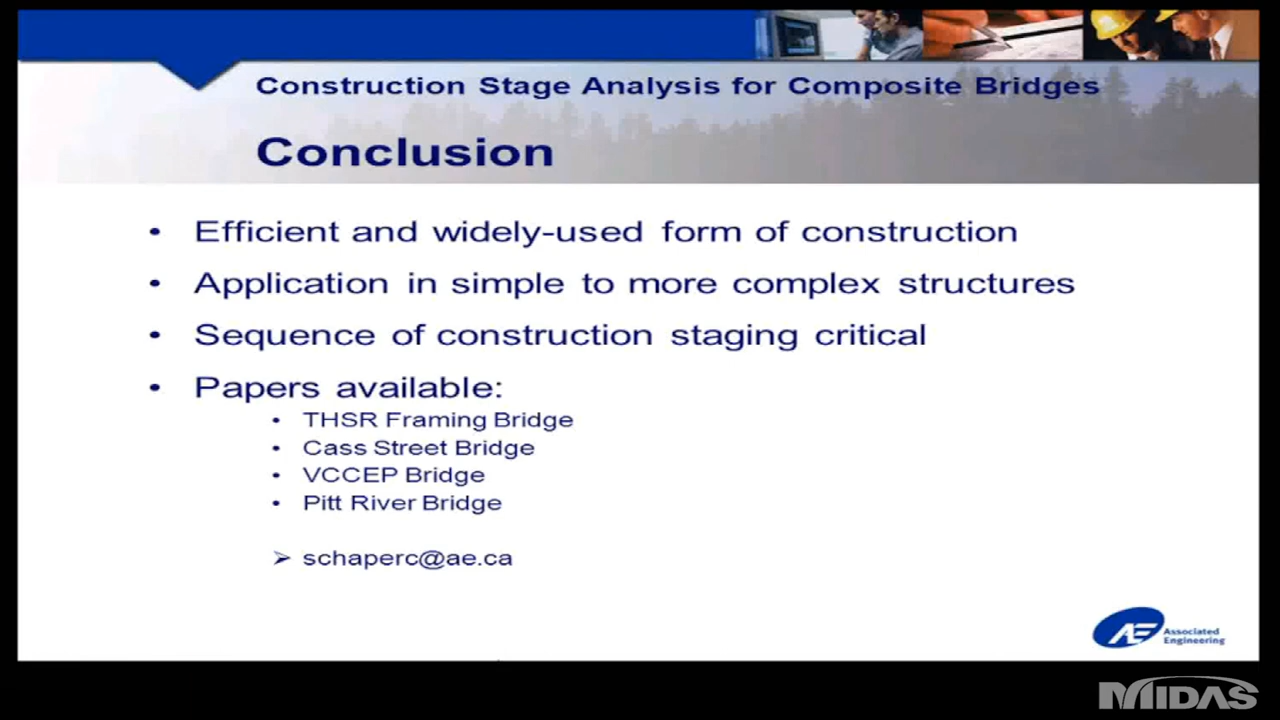 Construction Stage Analysis for Composite Bridges
Conclusion
• Efficient and widely-used form of construction
• Application in simple to more complex structures
• Sequence of construction staging critical
• Papers available:
• THSR Framing Bridge
• Cass Street Bridge
• VCCEP Bridge
• Pitt River Bridge
➢ schaperc@ae.ca
AE Associated
Engineering
MIDAS